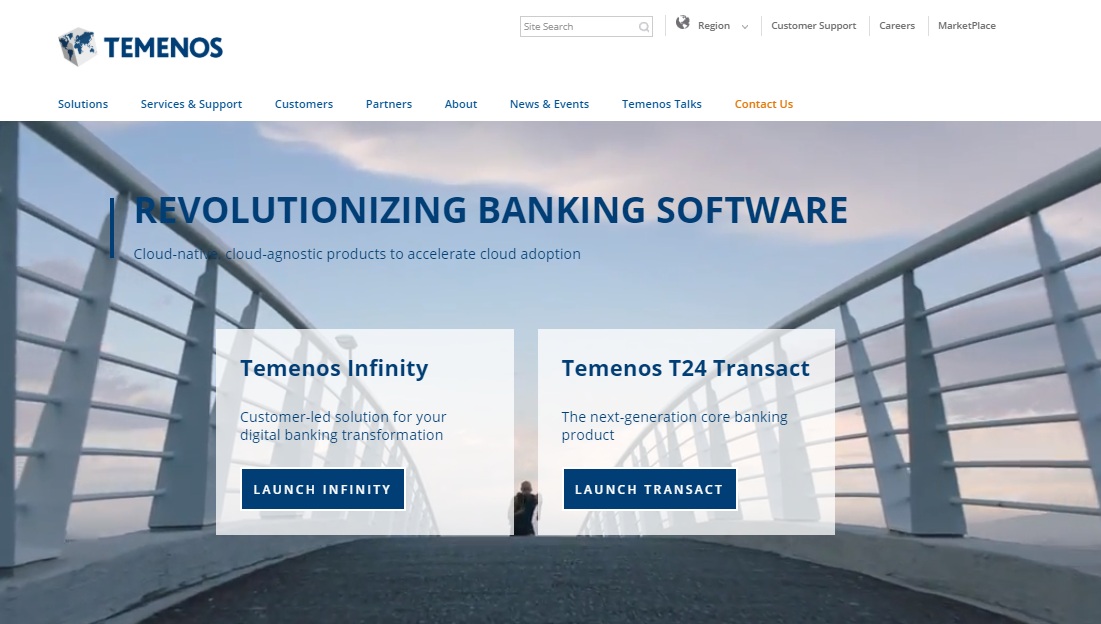 Site Search
Region
Customer Support
Careers
MarketPlace
TEMENOS
Solutions
Services & Support
Customers
Partners
About
News & Events
Temenos Talks
Contact Us
REVOLUTIONIZING BANKING SOFTWARE
Cloud-native, cloud-agnostic products to accelerate cloud adoption
Temenos Infinity
Customer-led solution for your
digital banking transformation
LAUNCH INFINITY
Temenos T24 Transact
The next-generation core banking
product
LAUNCH TRANSACT